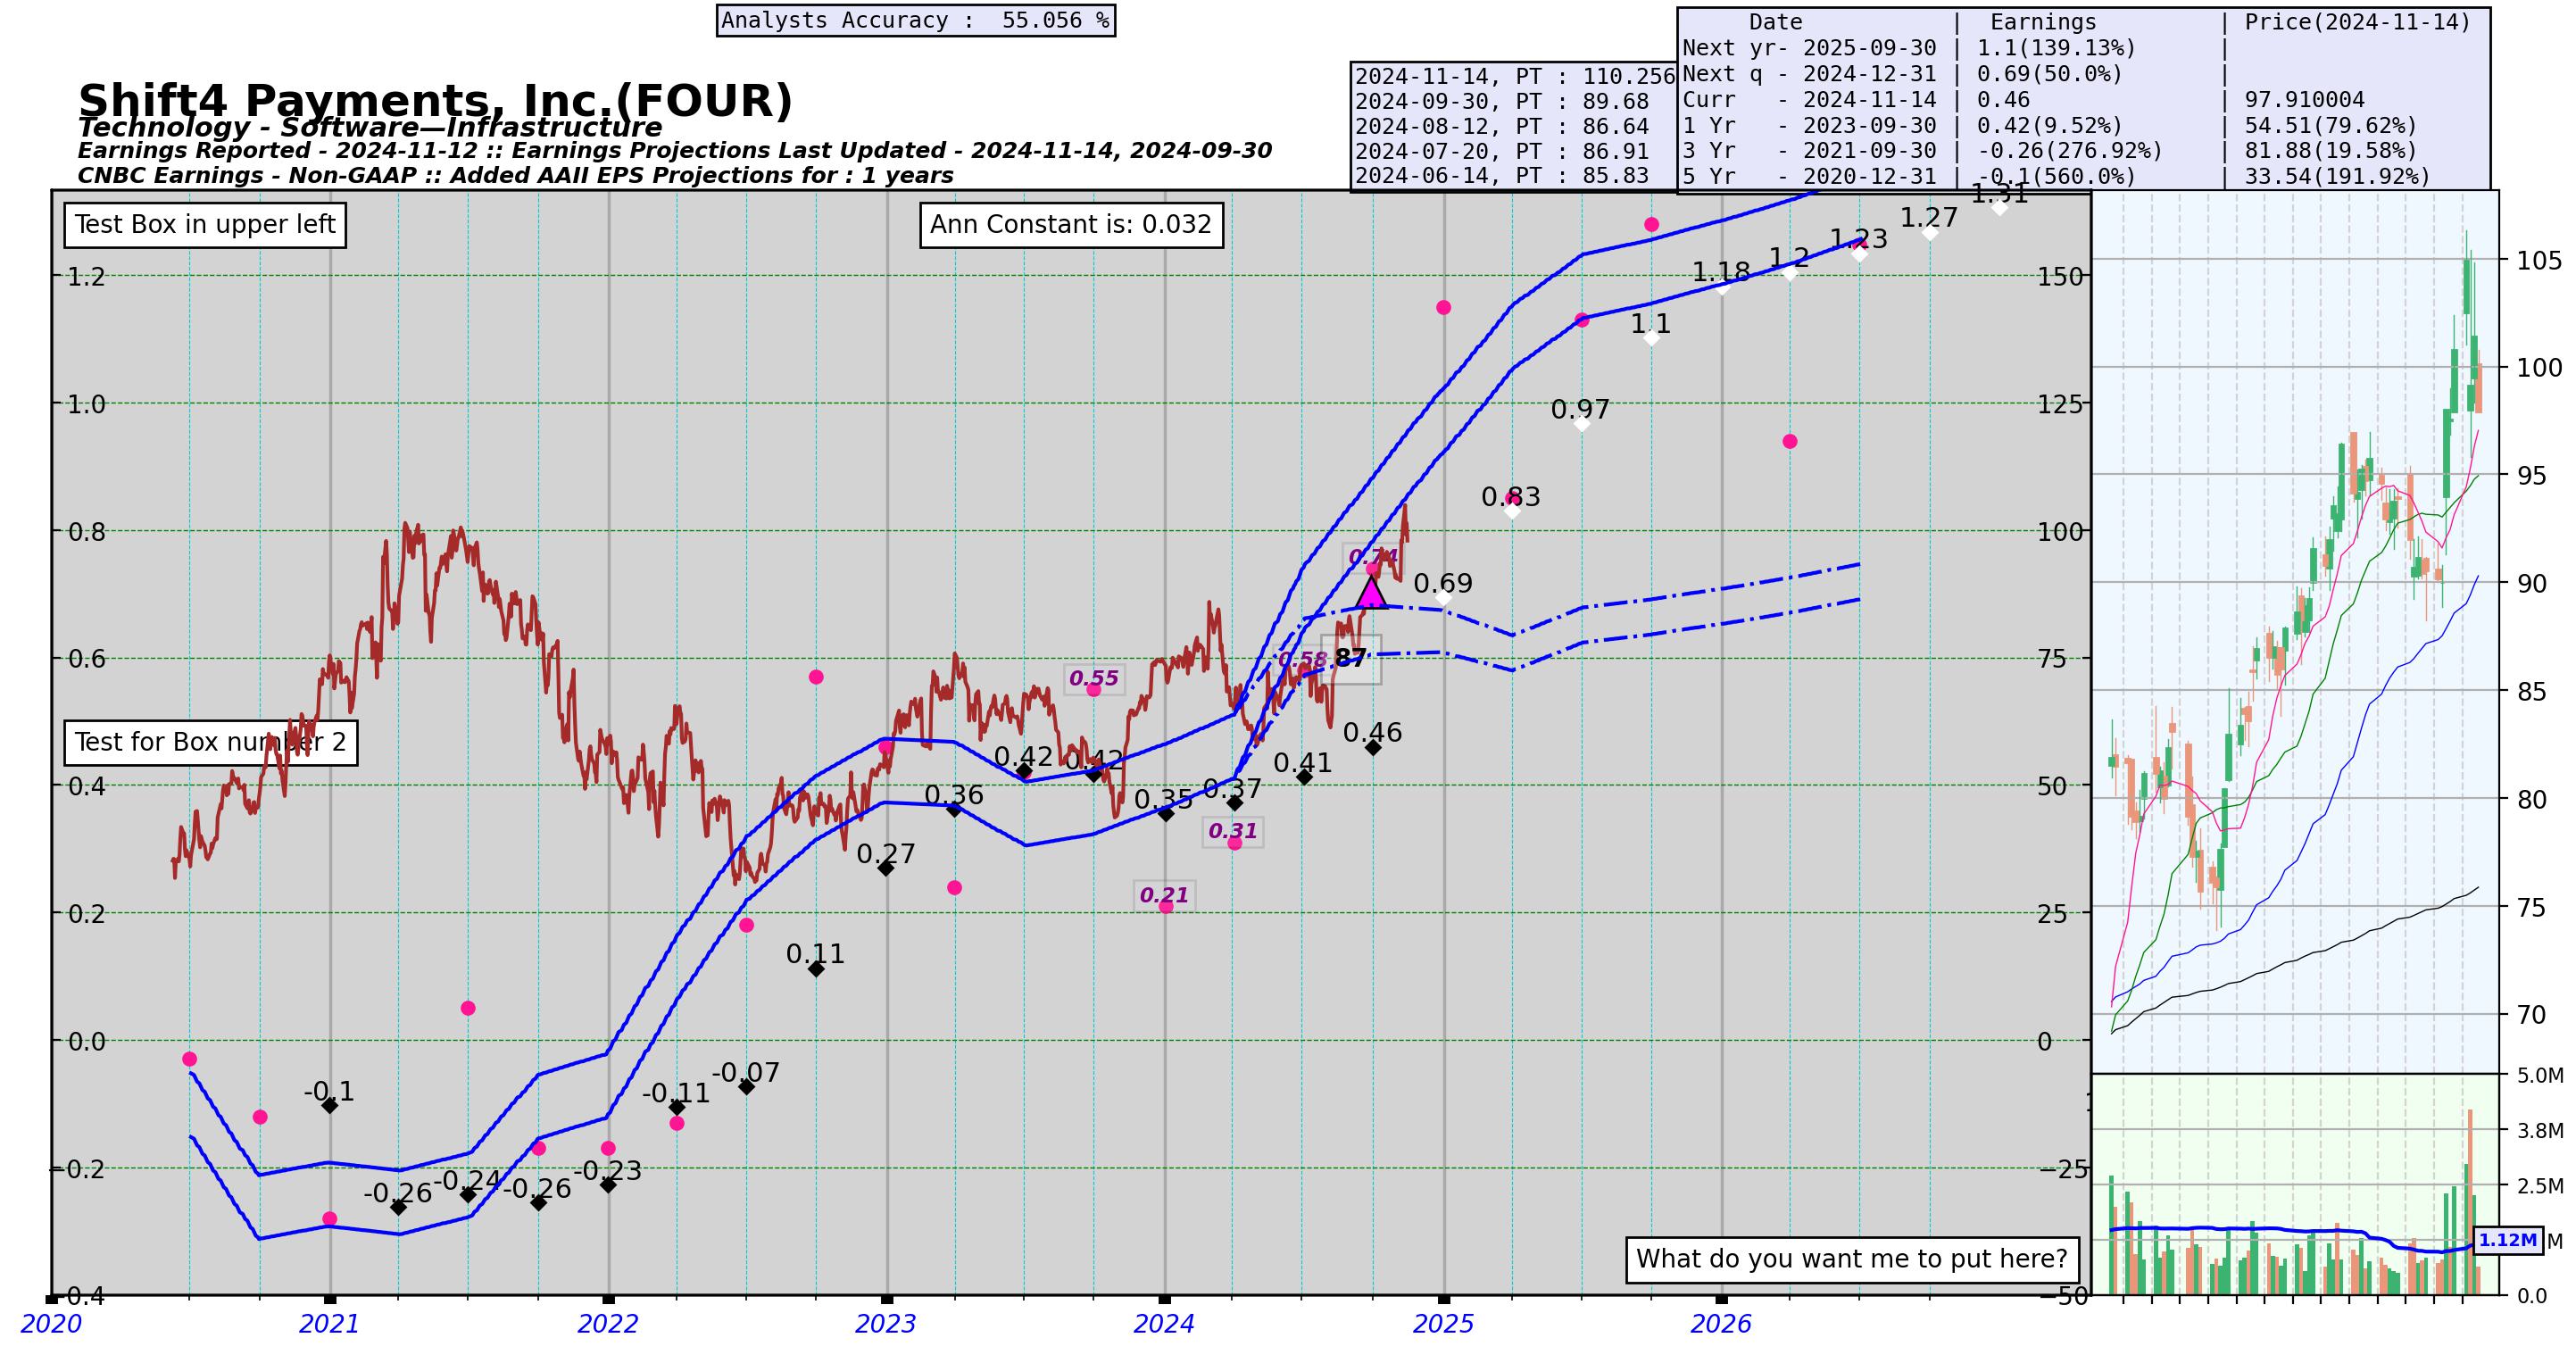 Analysts Accuracy :  55.056 %
Date | Earnings | Price(2024-11-14)
Next yr- 2025-09-30 | 1.1(139.13%) |
Next q - 2024-12-31 | 0.69(50.0%) |
Curr   - 2024-11-14 | 0.46 | 97.910004
1 Yr   - 2023-09-30 | 0.42(9.52%) | 54.51(79.62%)
3 Yr   - 2021-09-30 | -0.26(276.92%) | 81.88(19.58%)
5 Yr   - 2020-12-31 | -0.1(560.0%) | 33.54(191.92%)
2024-11-14, PT : 110.256
2024-09-30, PT : 89.68
2024-08-12, PT : 86.64
2024-07-20, PT : 86.91
2024-06-14, PT : 85.83
Shift4 Payments, Inc.(FOUR)
Technology - Software—Infrastructure
Earnings Reported - 2024-11-12 :: Earnings Projections Last Updated - 2024-11-14, 2024-09-30
CNBC Earnings - Non-GAAP :: Added AAII EPS Projections for : 1 years
Test Box in upper left
Ann Constant is: 0.032
1.31
1.27
1.23
1.2
1.18
1.1
0.97
0.83
0.74
0.69
0.58
87
0.55
0.46
0.42
0.42
0.41
0.37
0.36
0.35
0.31
0.27
0.21
0.11
Test for Box number 2
-0.1
-0.26
-0.24
-0.26
-0.23
-0.11
-0.07
What do you want me to put here?
1.2
1.0
0.8
0.6
0.4
0.2
0.0
−0.2
−0.4
150
125
100
75
50
25
0
−25
−50
105
100
95
90
85
80
75
70
5.0M
3.8M
2.5M
1.12M
M
0.0
2020
2021
2022
2023
2024
2025
2026